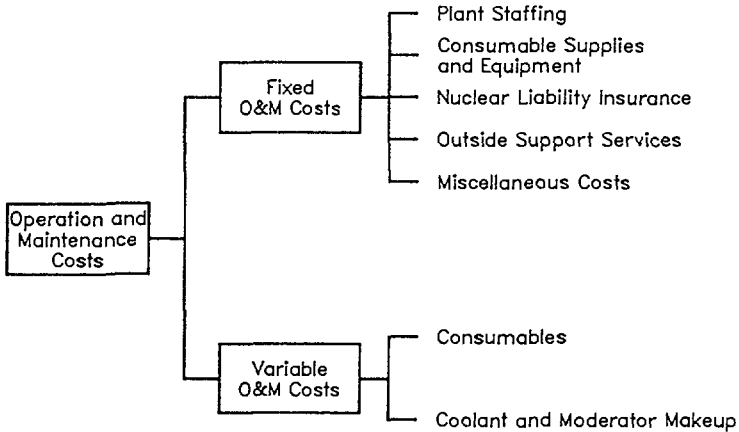 Plant Staffing
Consumable Supplies
and Equipment
Fixed
O&M Costs
Nuclear Liability Insurance
Outside Support Services
Miscellaneous Costs
Operation and
Maintenance
Costs
Consumables
Variable
O&M Costs
Coolant and Moderator Makeup